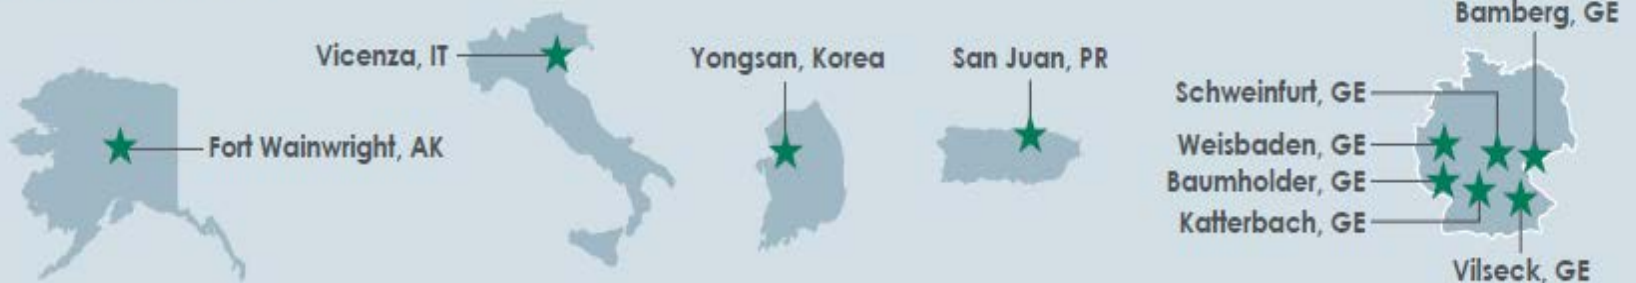 Bamberg, GE
Vicenza, IT
Yongsan, Korea
San Juan, PR
Schweinfurt, GE
Fort Wainwright, AK
Weisbaden, GE
Baumholder, GE
Katterbach, GE
Vilseck, GE